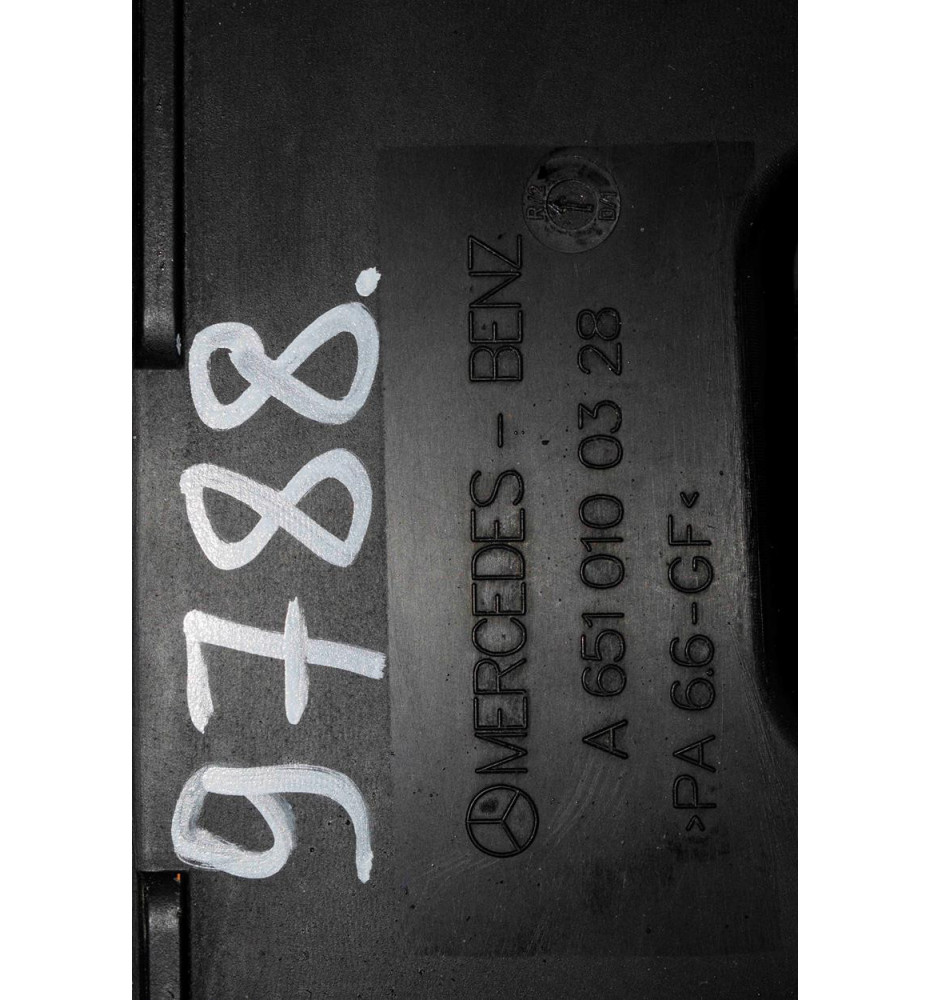 9788.
MERCEDES - BENZ
A 651 010 03 28
>PA 6.6-GF<